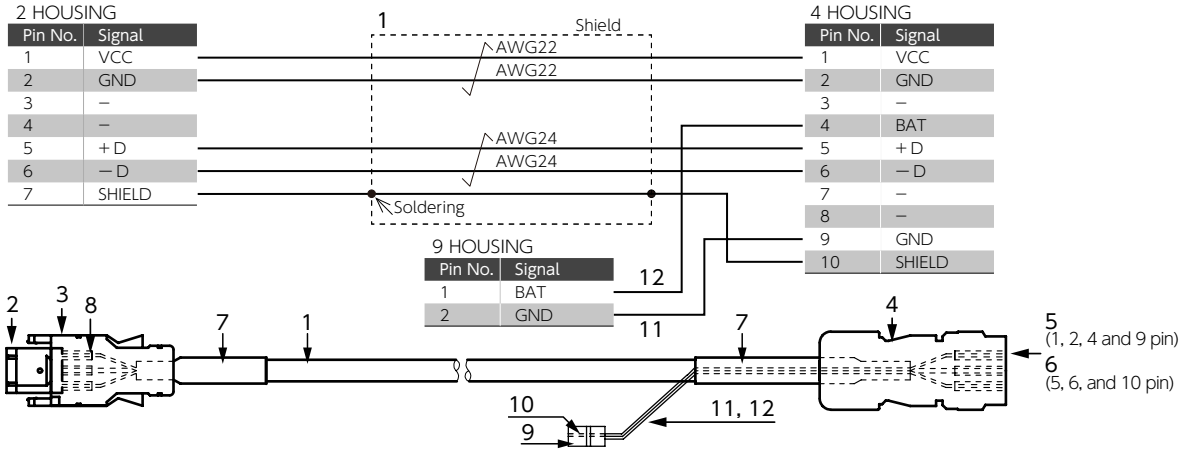 2 HOUSING
Pin No. Signal
1 VCC
2 GND
3 −
4 −
5 +D
6 −D
7 SHIELD
1
Shield
AWG22
AWG22
AWG24
AWG24
Soldering
4 HOUSING
Pin No. Signal
1 VCC
2 GND
3 −
4 BAT
5 +D
6 −D
7 −
8 −
9 GND
10 SHIELD
9 HOUSING
Pin No. Signal
1 BAT
2 GND
12
11
2
3
8
7
1
7
4
5
(1, 2, 4 and 9 pin)
6
(5, 6, and 10 pin)
10
9
11, 12